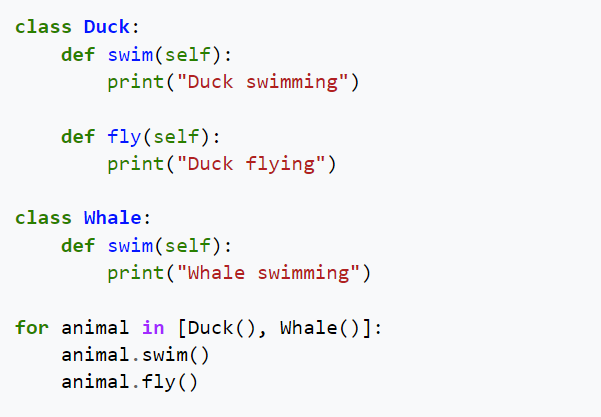 class Duck:
    def swim(self):
        print("Duck swimming")

    def fly(self):
        print("Duck flying")

class Whale:
    def swim(self):
        print("Whale swimming")

for animal in [Duck(), Whale()]:
    animal.swim()
    animal.fly()